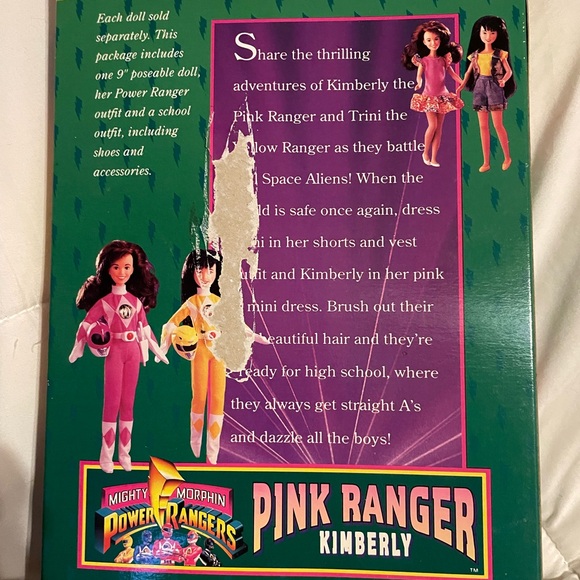 Each doll sold
separately. This
package includes
one 9" poseable doll,
her Power Ranger
outfit and a school
outfit, including
shoes and
accessories.
Share the thrilling
adventures of Kimberly the
Pink Ranger and Trini the
low Ranger as they battle
Space Aliens! When the
ld is safe once again, dress
ni in her shorts and vest
outfit and Kimberly in her pink
mini dress. Brush out their
beautiful hair and they're
ready for high school, where
they always get straight A's
and dazzle all the boys!
MIGHTY MORPHIN
POWER RANGERS
PINK RANGER
KIMBERLY
TM